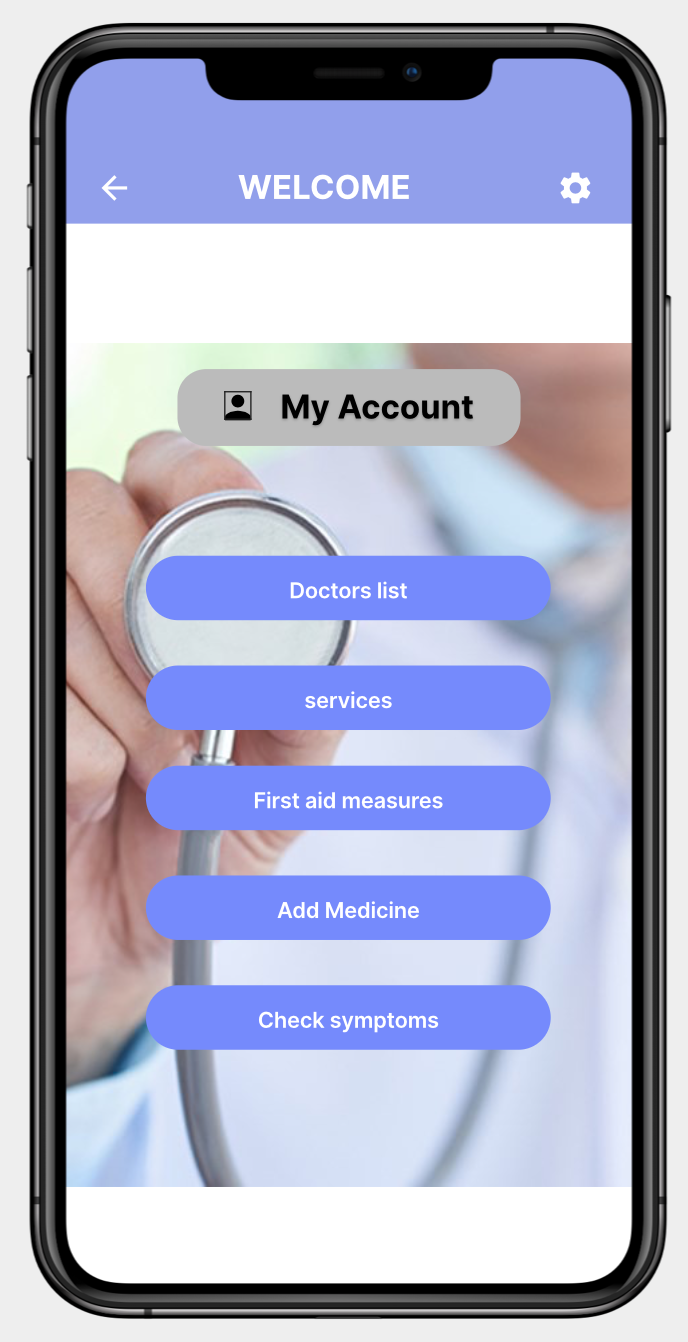 WELCOME
My Account
Doctors list
services
First aid measures
Add Medicine
Check symptoms